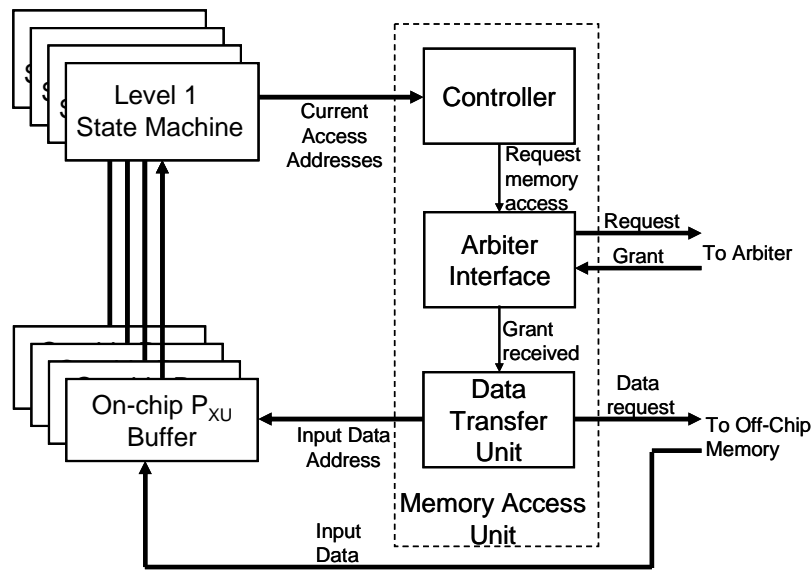 Level 1
State Machine
Current
Access
Addresses
Controller
Request
memory
access
Arbiter
Interface
Request
Grant
To Arbiter
Grant
received
On-chip P_XU
Buffer
Input Data
Address
Data
Transfer
Unit
Data
request
To Off-Chip
Memory
Memory Access
Unit
Input
Data